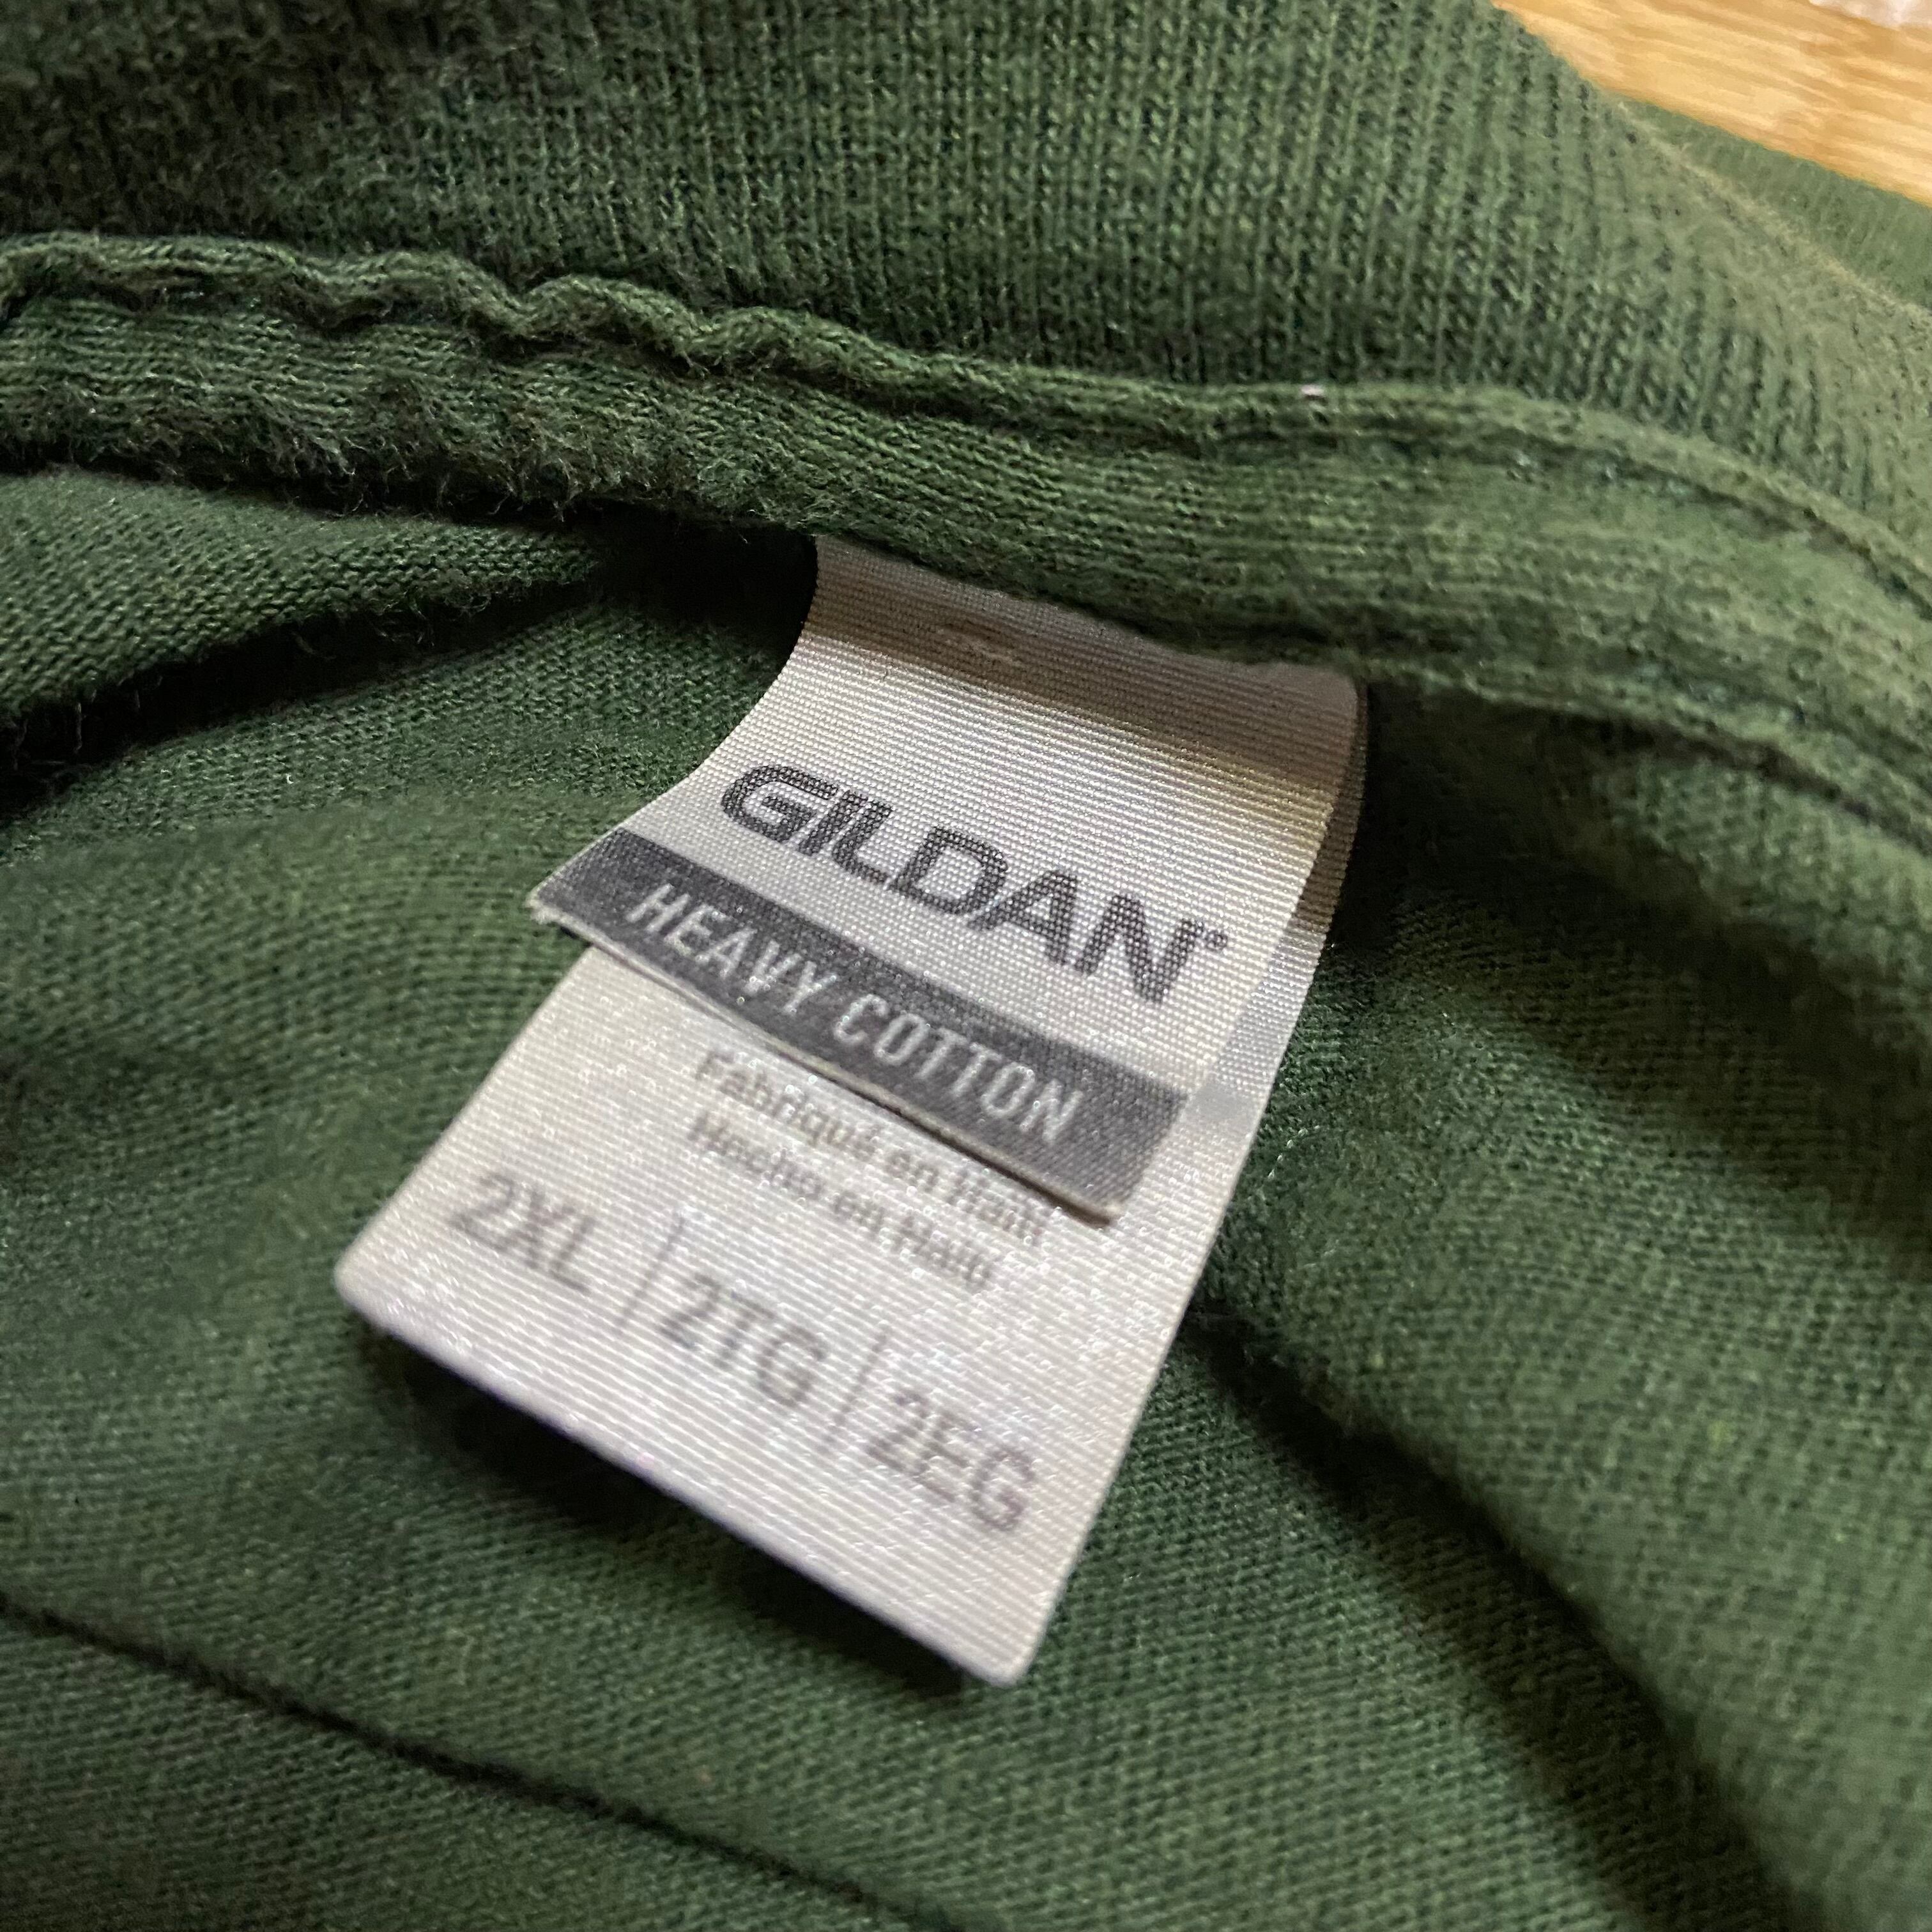 GILDAN®
HEAVY COTTON
Fabriqué en Haïti
Hecho en Haití
2XL / 2TG / 2EG